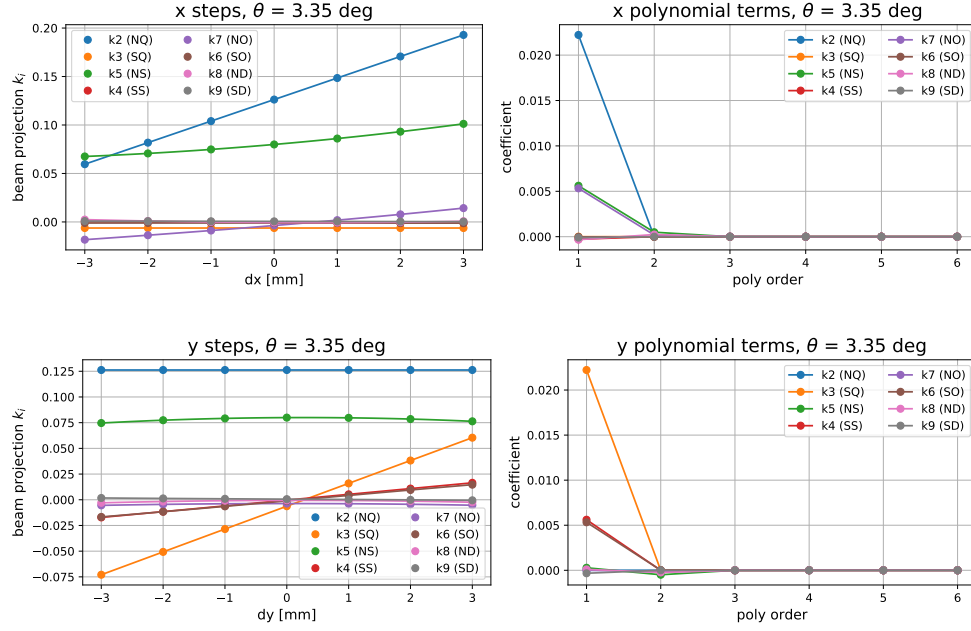 x steps, θ = 3.35 deg
beam projection kᵢ
0.20
0.15
0.10
0.05
0.00
k2 (NQ)
k3 (SQ)
k5 (NS)
k4 (SS)
k7 (NO)
k6 (SO)
k8 (ND)
k9 (SD)
−3 −2 −1 0 1 2 3
dx [mm]
x polynomial terms, θ = 3.35 deg
coefficient
0.020
0.015
0.010
0.005
0.000
k2 (NQ)
k3 (SQ)
k5 (NS)
k4 (SS)
k7 (NO)
k6 (SO)
k8 (ND)
k9 (SD)
1 2 3 4 5 6
poly order
y steps, θ = 3.35 deg
beam projection kᵢ
0.125
0.100
0.075
0.050
0.025
0.000
−0.025
−0.050
−0.075
k2 (NQ)
k3 (SQ)
k5 (NS)
k4 (SS)
k7 (NO)
k6 (SO)
k8 (ND)
k9 (SD)
−3 −2 −1 0 1 2 3
dy [mm]
y polynomial terms, θ = 3.35 deg
coefficient
0.020
0.015
0.010
0.005
0.000
k2 (NQ)
k3 (SQ)
k5 (NS)
k4 (SS)
k7 (NO)
k6 (SO)
k8 (ND)
k9 (SD)
1 2 3 4 5 6
poly order